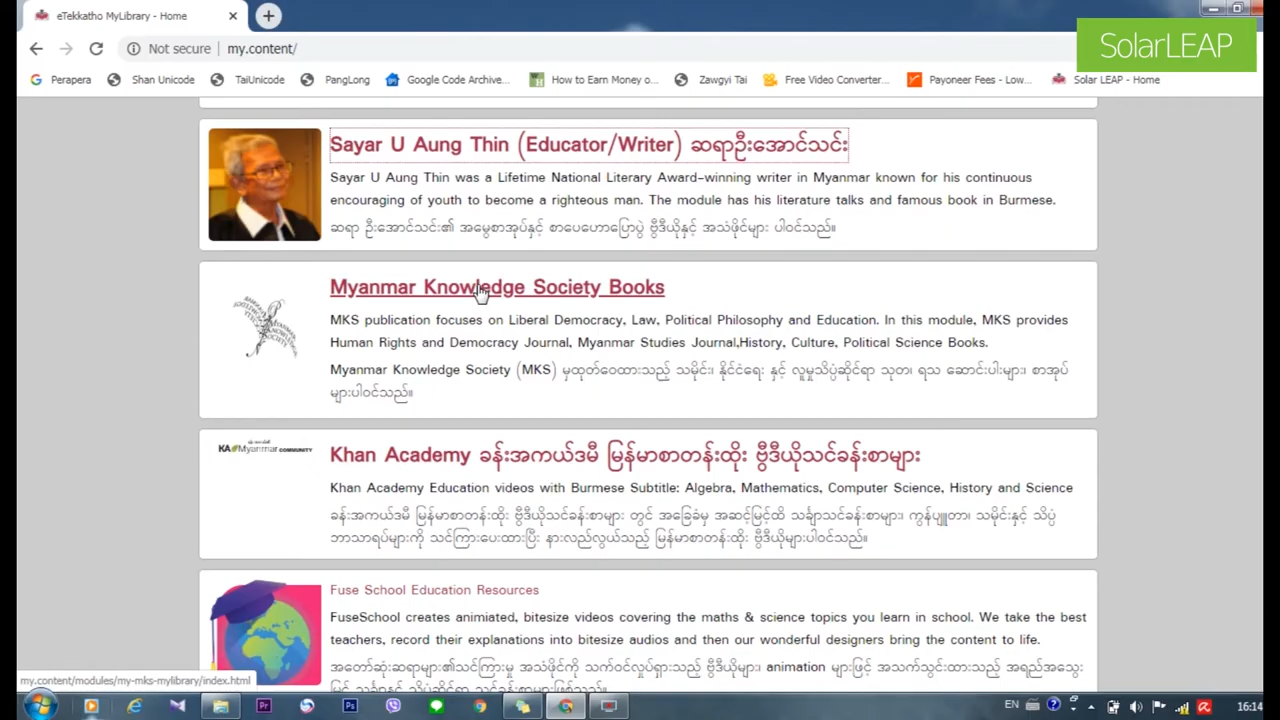 eTekkatho MyLibrary - Home
Not secure
my.content/
SolarLEAP
Perapera
Shan Unicode
TaiUnicode
PangLong
Google Code Archive...
How to Earn Money o...
Zawgyi Tai
Free Video Converter...
Payoneer Fees - Low...
Solar LEAP - Home
Sayar U Aung Thin (Educator/Writer) ဆရာဦးအောင်သင်း
Sayar U Aung Thin was a Lifetime National Literary Award-winning writer in Myanmar known for his continuous
encouraging of youth to become a righteous man. The module has his literature talks and famous book in Burmese.
ဆရာ ဦးအောင်သင်း၏ အမွေစာအုပ်နှင့် စာပေဟောပြောပွဲ ဗွီဒီယိုနှင့် အသံဖိုင်များ ပါဝင်သည်။
Myanmar Knowledge Society Books
MKS publication focuses on Liberal Democracy, Law, Political Philosophy and Education. In this module, MKS provides
Human Rights and Democracy Journal, Myanmar Studies Journal,History, Culture, Political Science Books.
Myanmar Knowledge Society (MKS) မှထုတ်ဝေထားသည့် သမိုင်း၊ နိုင်ငံရေး နှင့် လူမှုသိပ္ပံဆိုင်ရာ သုတ၊ ရသ ဆောင်းပါးများ၊ စာအုပ်
များပါဝင်သည်။
KA Myanmar COMMUNITY
Khan Academy ခန်းအကယ်ဒမီ မြန်မာစာတန်းထိုး ဗွီဒီယိုသင်ခန်းစာများ
Khan Academy Education videos with Burmese Subtitle: Algebra, Mathematics, Computer Science, History and Science
ခန်းအကယ်ဒမီ မြန်မာစာတန်းထိုး ဗွီဒီယိုသင်ခန်းစာများ တွင် အခြေခံမှ အဆင့်မြင့်ထိ သင်္ချာသင်ခန်းစာများ၊ ကွန်ပျူတာ၊ သမိုင်းနှင့် သိပ္ပံ
ဘာသာရပ်များကို သင်ကြားပေးထားပြီး နားလည်လွယ်သည့် မြန်မာစာတန်းထိုး ဗွီဒီယိုများပါဝင်သည်။
Fuse School Education Resources
FuseSchool creates animated, bitesize videos covering the maths & science topics you learn in school. We take the best
teachers, record their explanations into bitesize audios and then our wonderful designers bring the content to life.
အတော်ဆုံးဆရာများ၏သင်ကြားမှု အသံဖိုင်ကို သက်ဝင်လှုပ်ရှားသည့် ဗွီဒီယိုများ၊ animation များဖြင့် အသက်သွင်းထားသည့် အရည်အသွေး
my.content/modules/my-mks-mylibrary/index.html
EN
16:14